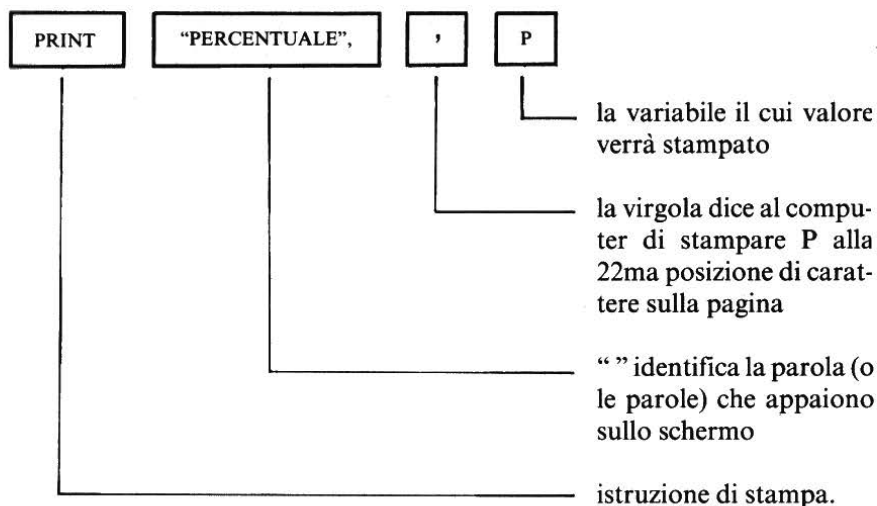 PRINT “PERCENTUALE”, , P
la variabile il cui valore
verrà stampato
la virgola dice al compu-
ter di stampare P alla
22ma posizione di carat-
tere sulla pagina
“ ” identifica la parola (o
le parole) che appaiono
sullo schermo
istruzione di stampa.